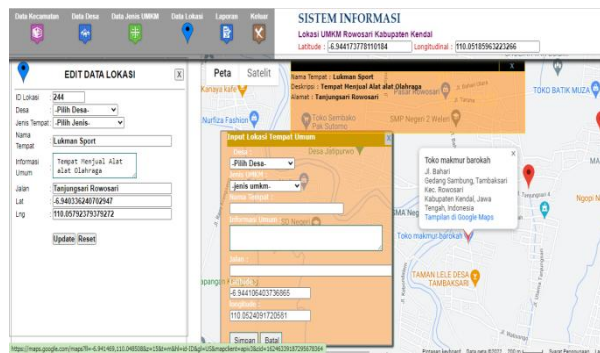 Data Kecamatan
Data Desa
Data Jenis UMKM
Data Lokasi
Laporan
Keluar
SISTEM INFORMASI
Lokasi UMKM Rowosari Kabupaten Kendal
Latitude : -6.944173778110184
Longitudinal : 110.05185963223266
EDIT DATA LOKASI
X
ID Lokasi 244
Desa -Pilih Desa-
Jenis Tempat -Pilih Jenis-
Nama Tempat Lukman Sport
Informasi Umum Tempat Menjual Alat alat Olahraga
Jalan Tanjungsari Rowosari
Lat -6.940336240702947
Lng 110.05792379379272
Update Reset
Peta Satelit
X
Nama Tempat : Lukman Sport
Deskripsi : Tempat Menjual Alat alat Olahraga
Alamat : Tanjungsari Rowosari
Kanaya kafe
Pasar Rowosari
TOKO BATIK MUZA
Nurfiza Fashion
Toko Sembako
Pak Sutarno
SMP Negeri 2 Weleri
Input Lokasi Tempat Umum
Desa :
-Pilih Desa-
Jenis UMKM :
-jenis umkm-
Nama Tempat :
Informasi Umum :
Jalan :
Latitude :
-6.944106403736865
longitude :
110.0524091720581
Simpan Batal
Desa Jatipurwo
SD Negeri
Toko makmur barokah
Jl. Bahari
Gedang Sambung, Tambaksari
Kec. Rowosari
Kabupaten Kendal, Jawa
Tengah, Indonesia
Tampilan di Google Maps
Toko makmur barokah
TAMAN LELE DESA
TAMBAKSARI
Ngopi N